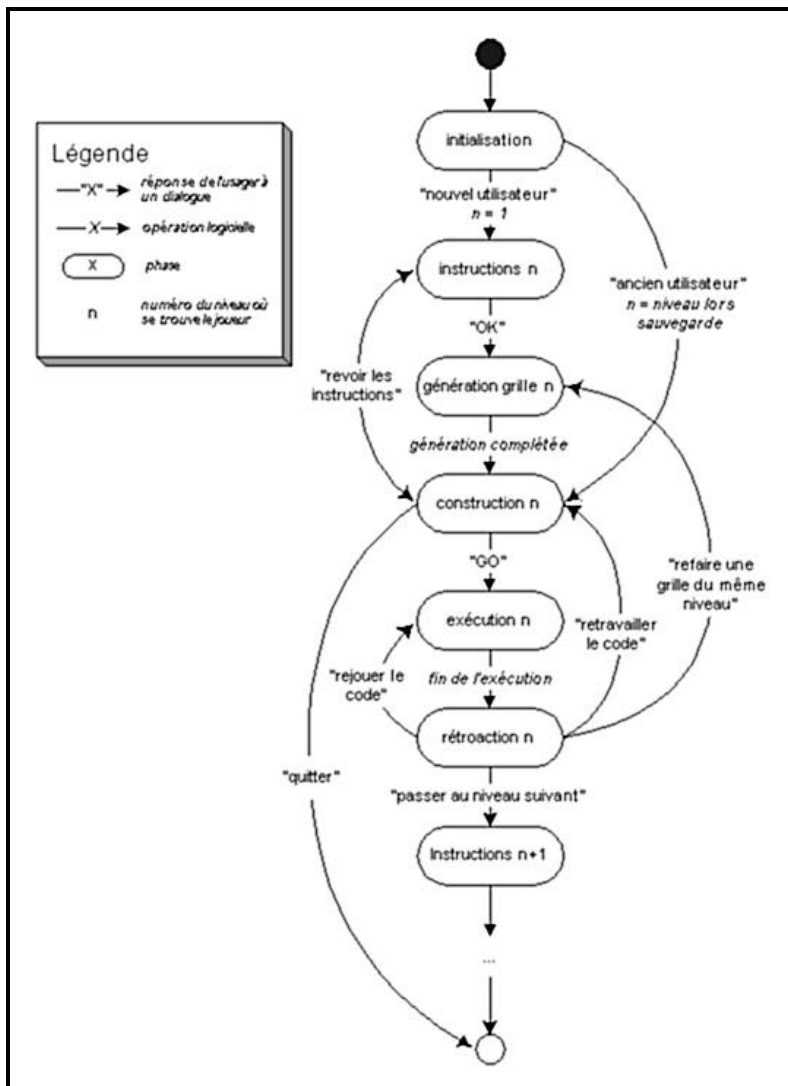 Légende
"X"
réponse de l'usager à
un dialogue
X
opération logicielle
X
phase
n
numéro du niveau où
se trouve le joueur
initialisation
"nouvel utilisateur"
n = 1
"ancien utilisateur"
n = niveau lors
sauvegarde
instructions n
"OK"
"revoir les
instructions"
génération grille n
génération complétée
construction n
"GO"
"refaire une
grille du même
niveau"
exécution n
"retravailler
le code"
"rejouer le
code"
fin de l'exécution
rétroaction n
"quitter"
"passer au niveau suivant"
Instructions n+1
...